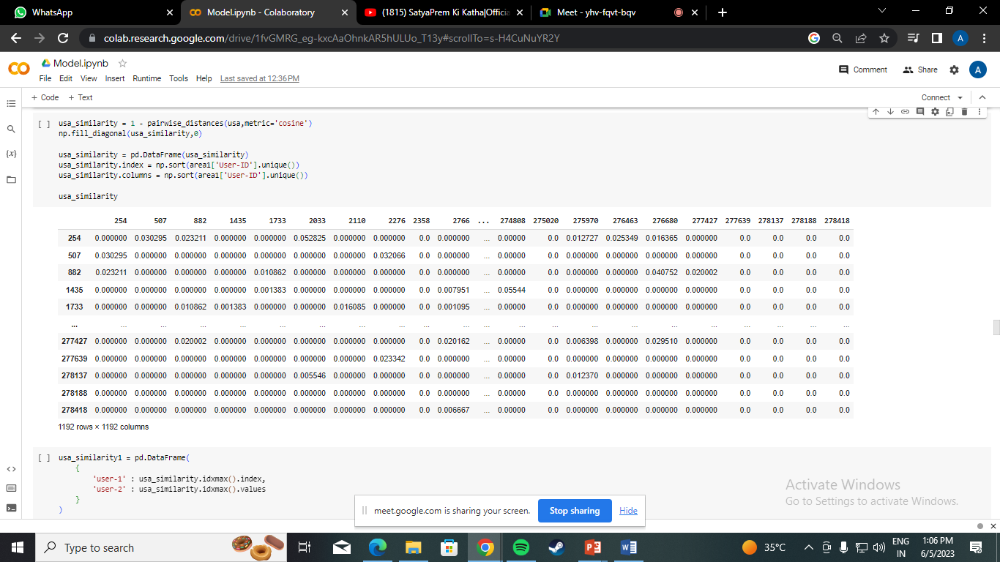 WhatsApp
Model.ipynb - Colaboratory
(1815) SatyaPrem Ki Katha|Officia
Meet - yhv-fqvt-bqv
colab.research.google.com/drive/1fvGMRG_eg-kxcAaOhnkAR5hULUo_T13y#scrollTo=s-H4CuNuYR2Y
A
CO
Model.ipynb
File Edit View Insert Runtime Tools Help Last saved at 12:36 PM
Comment Share A
+ Code + Text
Connect
[ ] usa_similarity = 1 - pairwise_distances(usa,metric='cosine')
np.fill_diagonal(usa_similarity,0)
usa_similarity = pd.DataFrame(usa_similarity)
usa_similarity.index = np.sort(area1['User-ID'].unique())
usa_similarity.columns = np.sort(area1['User-ID'].unique())
usa_similarity
254 507 882 1435 1733 2033 2110 2276 2358 2766 ... 274808 275020 275970 276463 276680 277427 277639 278137 278188 278418
254 0.000000 0.030295 0.023211 0.000000 0.000000 0.052825 0.000000 0.000000 0.0 0.000000 ... 0.00000 0.0 0.012727 0.025349 0.016365 0.000000 0.0 0.0 0.0 0.0
507 0.030295 0.000000 0.000000 0.000000 0.000000 0.000000 0.000000 0.032066 0.0 0.000000 ... 0.00000 0.0 0.000000 0.000000 0.000000 0.000000 0.0 0.0 0.0 0.0
882 0.023211 0.000000 0.000000 0.000000 0.010862 0.000000 0.000000 0.000000 0.0 0.000000 ... 0.00000 0.0 0.000000 0.000000 0.040752 0.020002 0.0 0.0 0.0 0.0
1435 0.000000 0.000000 0.000000 0.000000 0.001383 0.000000 0.000000 0.000000 0.0 0.007951 ... 0.05544 0.0 0.000000 0.000000 0.000000 0.000000 0.0 0.0 0.0 0.0
1733 0.000000 0.000000 0.010862 0.001383 0.000000 0.000000 0.016085 0.000000 0.0 0.001095 ... 0.00000 0.0 0.000000 0.000000 0.000000 0.000000 0.0 0.0 0.0 0.0
... ... ... ... ... ... ... ... ... ... ... ... ... ... ... ... ... ... ... ... ... ...
277427 0.000000 0.000000 0.020002 0.000000 0.000000 0.000000 0.000000 0.000000 0.0 0.020162 ... 0.00000 0.0 0.006398 0.000000 0.029510 0.000000 0.0 0.0 0.0 0.0
277639 0.000000 0.000000 0.000000 0.000000 0.000000 0.000000 0.000000 0.023342 0.0 0.000000 ... 0.00000 0.0 0.000000 0.000000 0.000000 0.000000 0.0 0.0 0.0 0.0
278137 0.000000 0.000000 0.000000 0.000000 0.000000 0.005546 0.000000 0.000000 0.0 0.000000 ... 0.00000 0.0 0.012370 0.000000 0.000000 0.000000 0.0 0.0 0.0 0.0
278188 0.000000 0.000000 0.000000 0.000000 0.000000 0.000000 0.000000 0.000000 0.0 0.000000 ... 0.00000 0.0 0.000000 0.000000 0.000000 0.000000 0.0 0.0 0.0 0.0
278418 0.000000 0.000000 0.000000 0.000000 0.000000 0.000000 0.000000 0.000000 0.0 0.006667 ... 0.00000 0.0 0.000000 0.000000 0.000000 0.000000 0.0 0.0 0.0 0.0
1192 rows × 1192 columns
[ ] usa_similarity1 = pd.DataFrame(
{
'user-1' : usa_similarity.idxmax().index,
'user-2' : usa_similarity.idxmax().values
}
)
Activate Windows
Go to Settings to activate Windows.
meet.google.com is sharing your screen. Stop sharing Hide
Type to search
35°C
ENG
IN
1:06 PM
6/5/2023